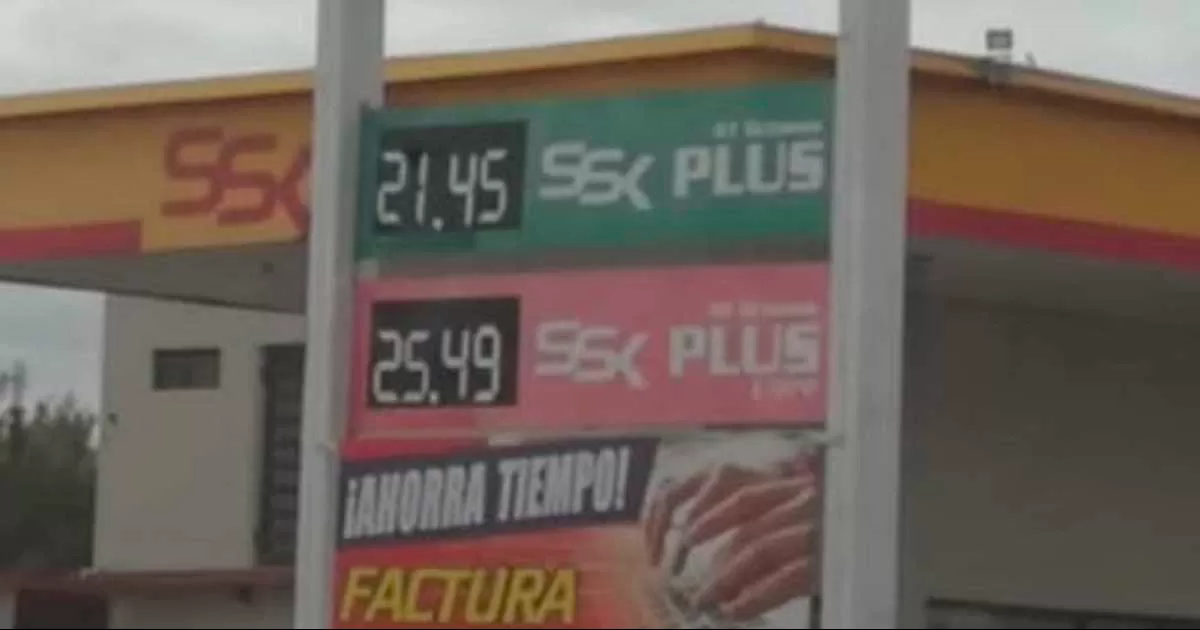 SSK
21.45 SSK PLUS
25.49 SSK PLUS
¡AHORRA TIEMPO!
FACTURA